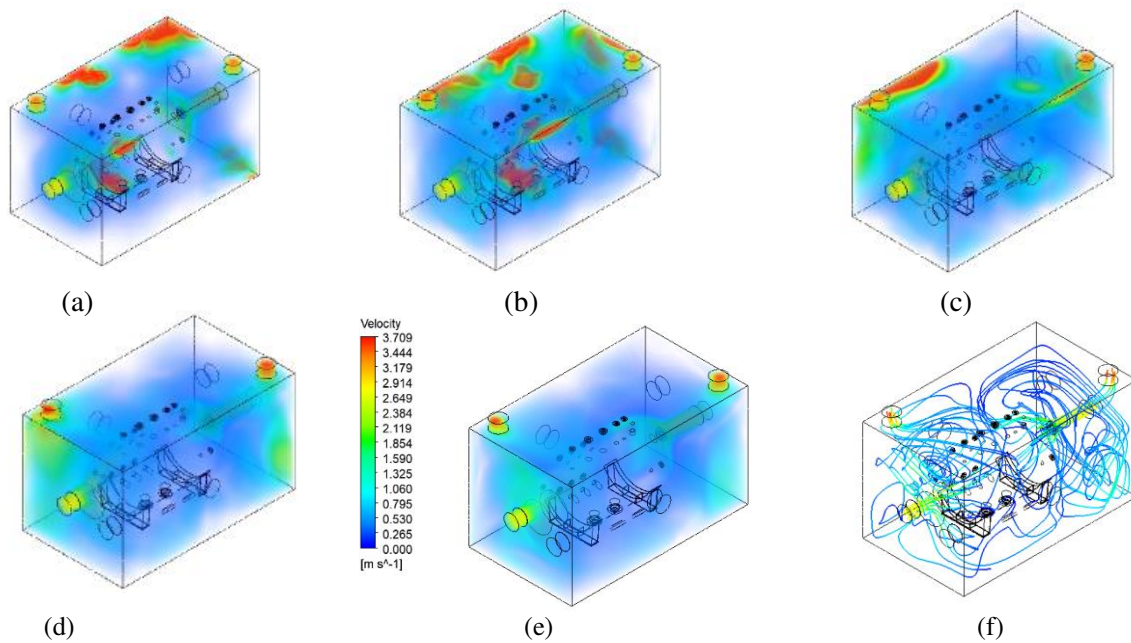 (a)
(b)
(c)
Velocity
3.709
3.444
3.179
2.914
2.649
2.384
2.119
1.854
1.590
1.325
1.060
0.795
0.530
0.265
0.000
[m s^-1]
(d)
(e)
(f)